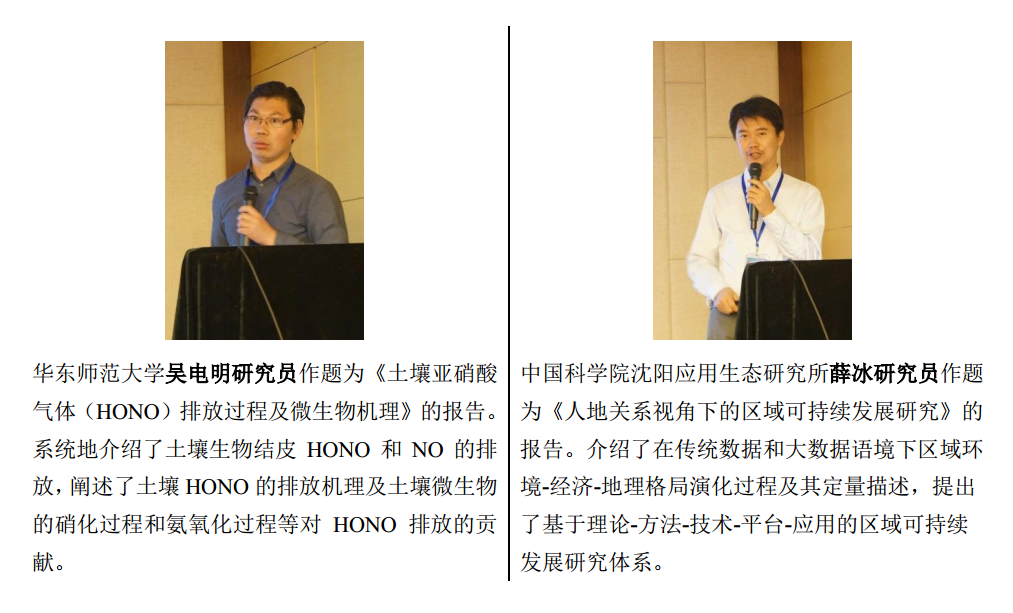 华东师范大学吴电明研究员作题为《土壤亚硝酸
气体（HONO）排放过程及微生物机理》的报告。
系统地介绍了土壤生物结皮 HONO 和 NO 的排
放，阐述了土壤 HONO 的排放机理及土壤微生物
的硝化过程和氨氧化过程等对 HONO 排放的贡
献。
中国科学院沈阳应用生态研究所薛冰研究员作题
为《人地关系视角下的区域可持续发展研究》的
报告。介绍了在传统数据和大数据语境下区域环
境-经济-地理格局演化过程及其定量描述，提出
了基于理论-方法-技术-平台-应用的区域可持续
发展研究体系。